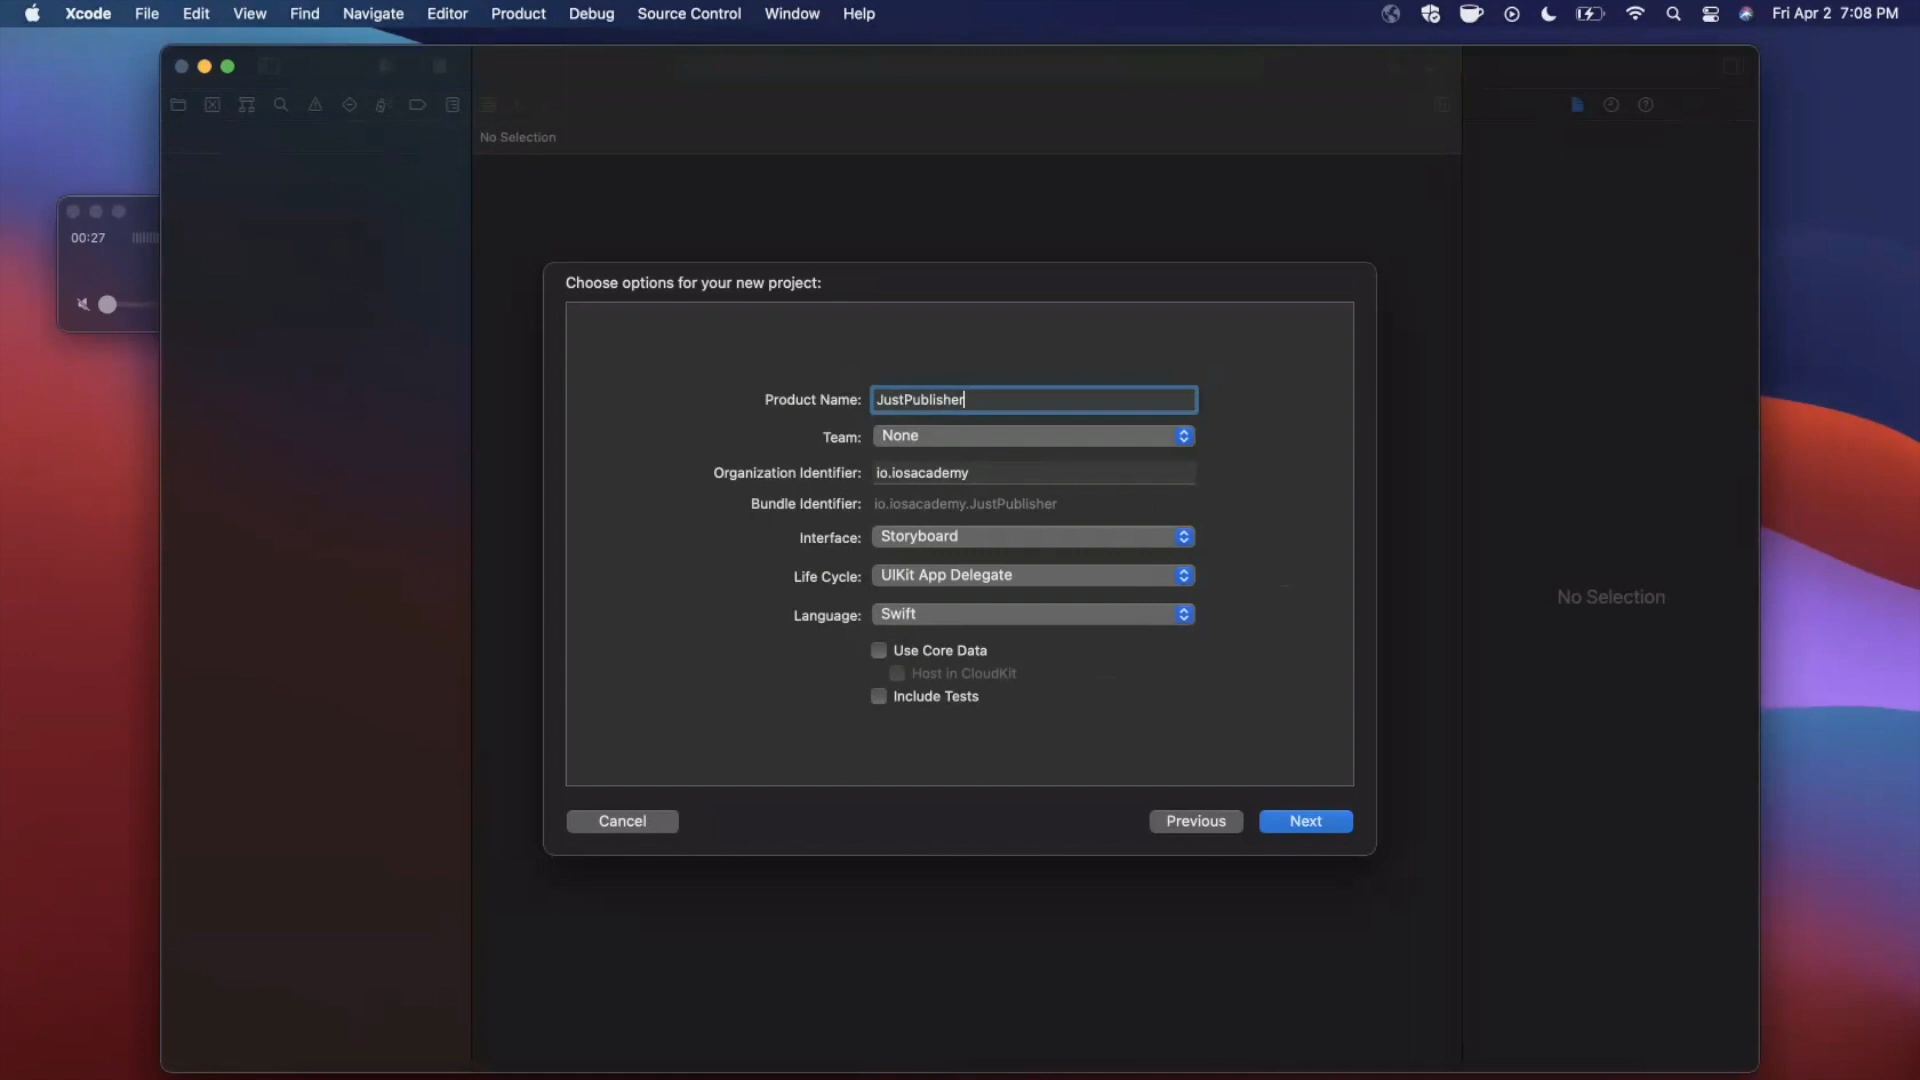 Xcode File Edit View Find Navigate Editor Product Debug Source Control Window Help Fri Apr 2 7:08 PM
No Selection
00:27
Choose options for your new project:
Product Name: JustPublisher
Team: None
Organization Identifier: io.iosacademy
Bundle Identifier: io.iosacademy.JustPublisher
Interface: Storyboard
Life Cycle: UIKit App Delegate
No Selection
Language: Swift
Use Core Data
Host in CloudKit
Include Tests
Cancel Previous Next